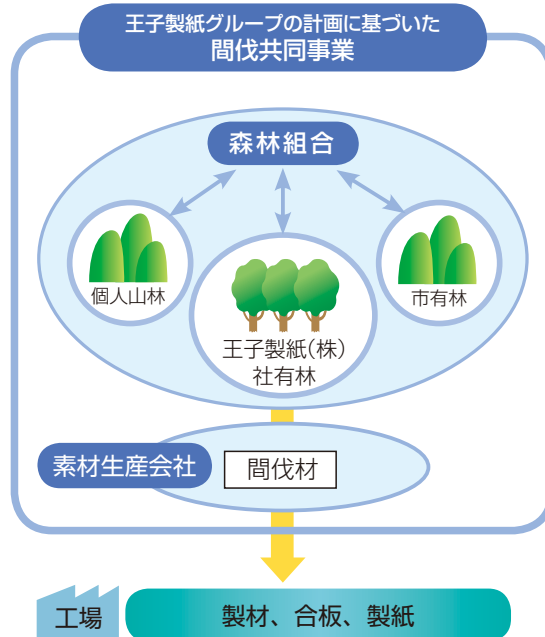 王子製紙グループの計画に基づいた
間伐共同事業
森林組合
個人山林
王子製紙(株)
社有林
市有林
素材生産会社
間伐材
工場
製材、合板、製紙